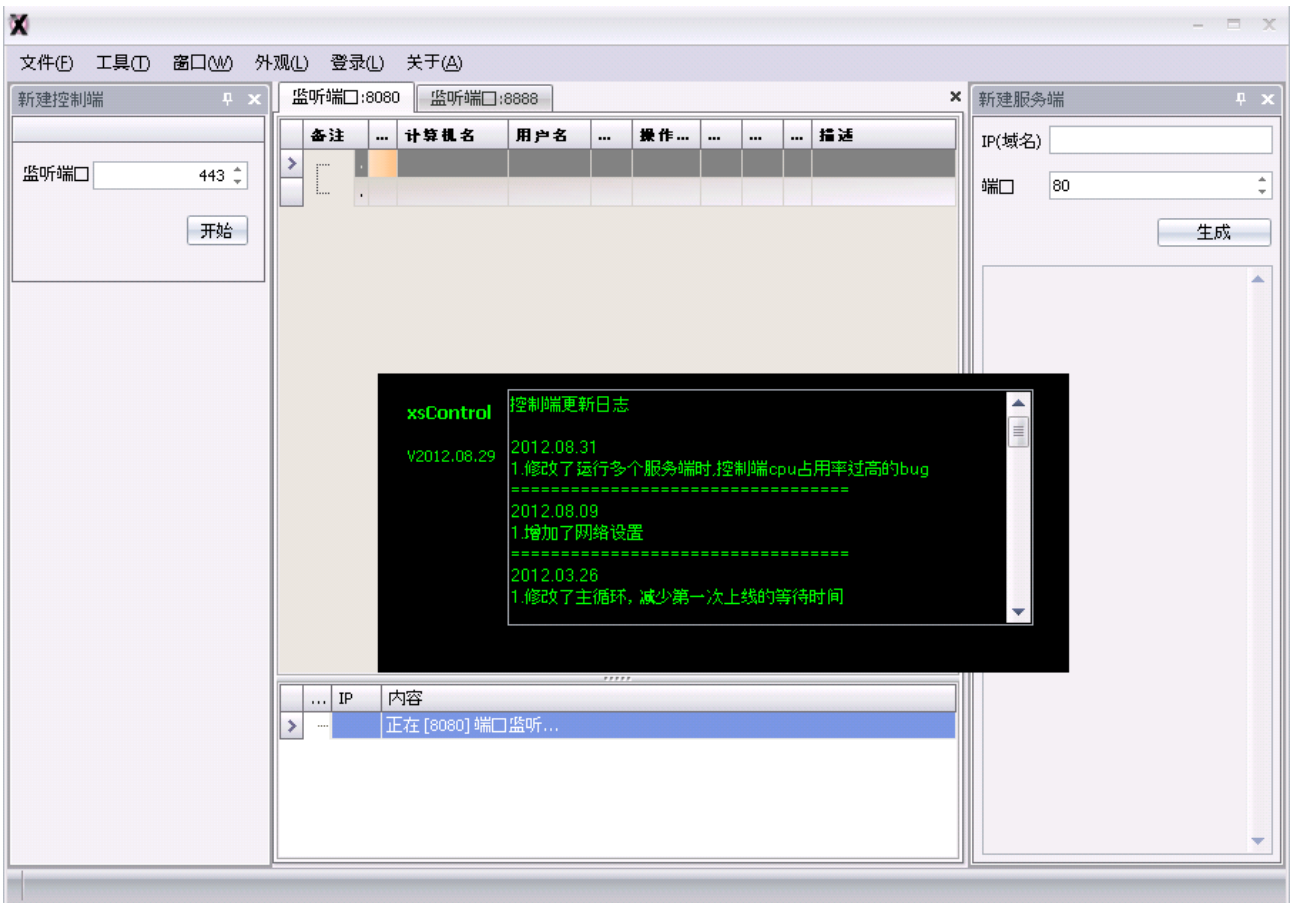 文件(F) 工具(T) 窗口(W) 外观(L) 登录(L) 关于(A)
新建控制端
监听端口 443
开始
监听端口:8080 监听端口:8888
备注 ... 计算机名 用户名 ... 操作... ... ... ... 描述
xsControl
V2012.08.29
控制端更新日志
2012.08.31
1.修改了运行多个服务端时,控制端cpu占用率过高的bug
==================================
2012.08.09
1.增加了网络设置
==================================
2012.03.26
1.修改了主循环, 减少第一次上线的等待时间
... IP 内容
正在 [8080] 端口监听...
新建服务端
IP(域名)
端口 80
生成